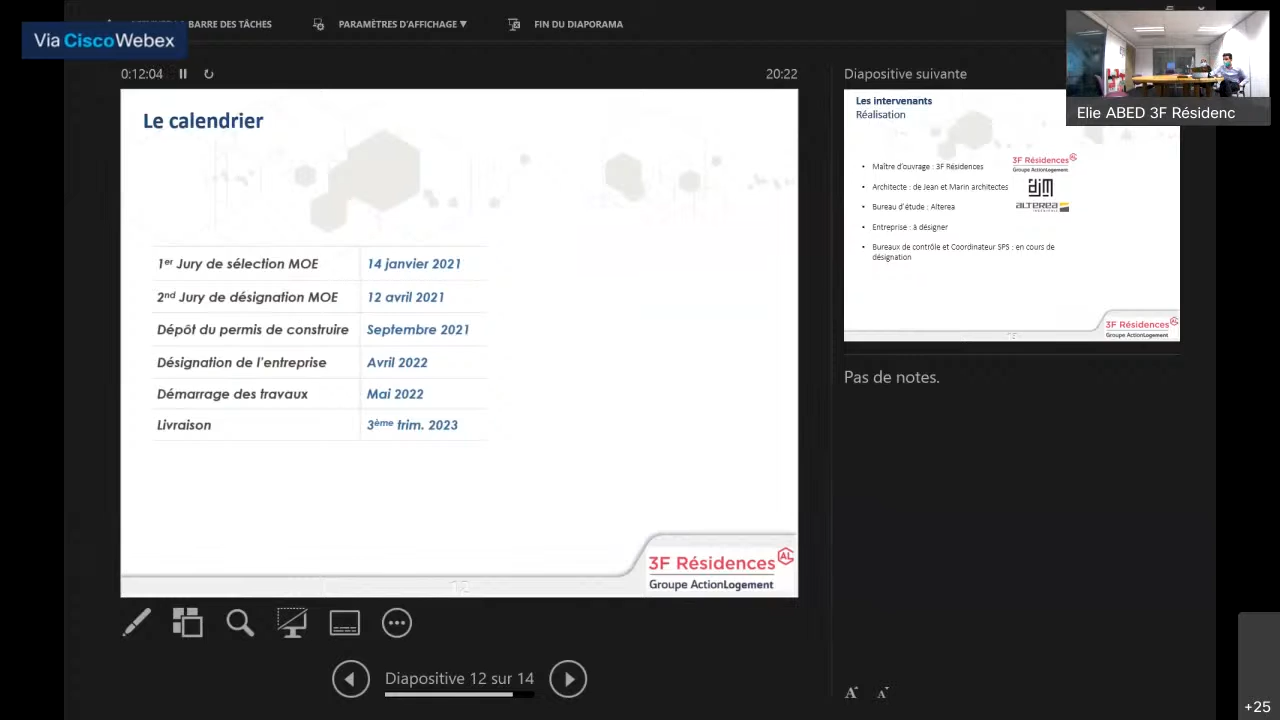 BARRE DES TÂCHES
PARAMÈTRES D'AFFICHAGE ▼
FIN DU DIAPORAMA
Via CiscoWebex
0:12:04
20:22
Diapositive suivante
Elie ABED 3F Résidenc
Le calendrier
1er Jury de sélection MOE 14 janvier 2021
2nd Jury de désignation MOE 12 avril 2021
Dépôt du permis de construire Septembre 2021
Désignation de l'entreprise Avril 2022
Démarrage des travaux Mai 2022
Livraison 3ème trim. 2023
12
3F Résidences AL
Groupe ActionLogement
Les intervenants
Réalisation
• Maître d'ouvrage : 3F Résidences
• Architecte : de Jean et Marin architectes
• Bureau d'étude : Alterea
• Entreprise : à désigner
• Bureaux de contrôle et Coordinateur SPS : en cours de
désignation
3F Résidences
Groupe ActionLogement
ajm
alterea
3F Résidences
Groupe ActionLogement
Pas de notes.
Diapositive 12 sur 14
A A
+25